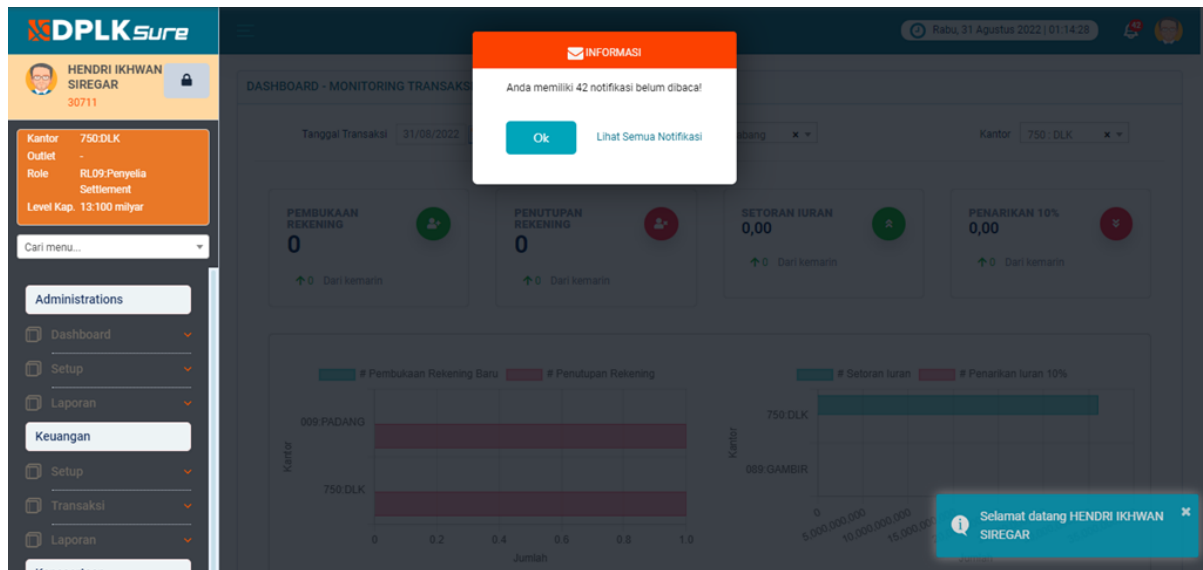 DPLKSure
HENDRI IKHWAN
SIREGAR
30711
Kantor 750:DLK
Outlet -
Role RL09:Penyelia
Settlement
Level Kap. 13:100 milyar
Cari menu...
Administrations
Dashboard
Setup
Laporan
Keuangan
Setup
Transaksi
Laporan
Rabu, 31 Agustus 2022 | 01:14:28
42
INFORMASI
Anda memiliki 42 notifikasi belum dibaca!
Ok Lihat Semua Notifikasi
DASHBOARD - MONITORING TRANSAKSI
Tanggal Transaksi 31/08/2022
abang ×
Kantor 750 : DLK ×
PEMBUKAAN
REKENING
0
0 Dari kemarin
PENUTUPAN
REKENING
0
0 Dari kemarin
SETORAN IURAN
0,00
0 Dari kemarin
PENARIKAN 10%
0,00
0 Dari kemarin
# Pembukaan Rekening Baru # Penutupan Rekening
Kantor
009:PADANG
750:DLK
0 0.2 0.4 0.6 0.8 1.0
Jumlah
# Setoran Iuran # Penarikan Iuran 10%
Kantor
750:DLK
089:GAMBIR
0 5,000,000,000 10,000,000,000
Jumlah
Selamat datang HENDRI IKHWAN ×
SIREGAR